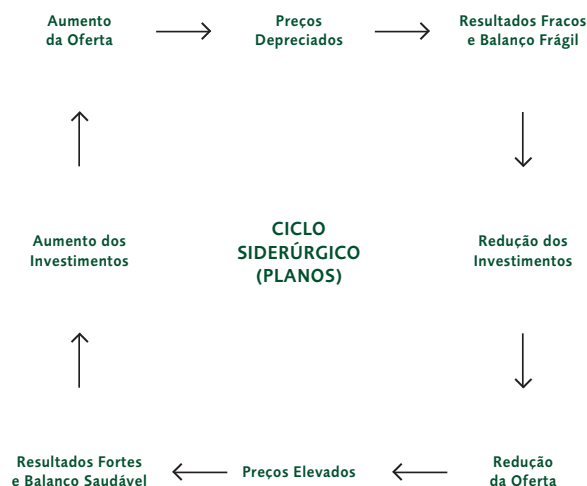 Aumento
da Oferta
Preços
Depreciados
Resultados Fracos
e Balanço Frágil
Aumento dos
Investimentos
CICLO
SIDERÚRGICO
(PLANOS)
Redução dos
Investimentos
Resultados Fortes
e Balanço Saudável
Preços Elevados
Redução
da Oferta